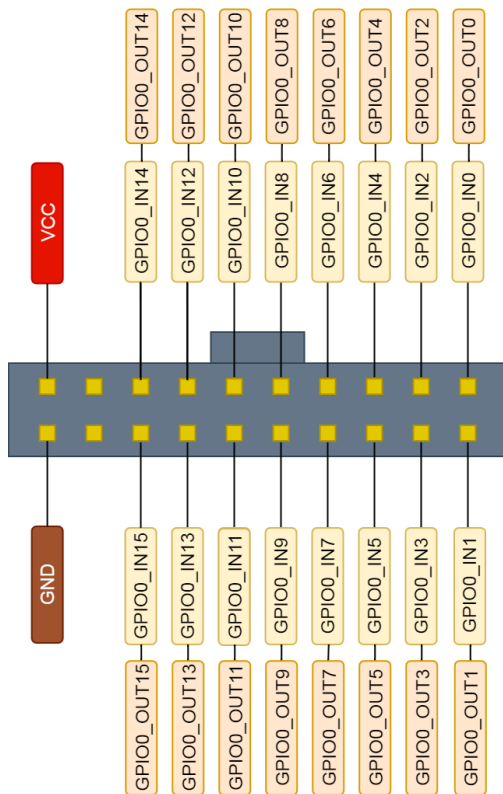 GPIO0_OUT14
GPIO0_OUT12
GPIO0_OUT10
GPIO0_OUT8
GPIO0_OUT6
GPIO0_OUT4
GPIO0_OUT2
GPIO0_OUT0
VCC
GPIO0_IN14
GPIO0_IN12
GPIO0_IN10
GPIO0_IN8
GPIO0_IN6
GPIO0_IN4
GPIO0_IN2
GPIO0_IN0
GND
GPIO0_IN15
GPIO0_IN13
GPIO0_IN11
GPIO0_IN9
GPIO0_IN7
GPIO0_IN5
GPIO0_IN3
GPIO0_IN1
GPIO0_OUT15
GPIO0_OUT13
GPIO0_OUT11
GPIO0_OUT9
GPIO0_OUT7
GPIO0_OUT5
GPIO0_OUT3
GPIO0_OUT1